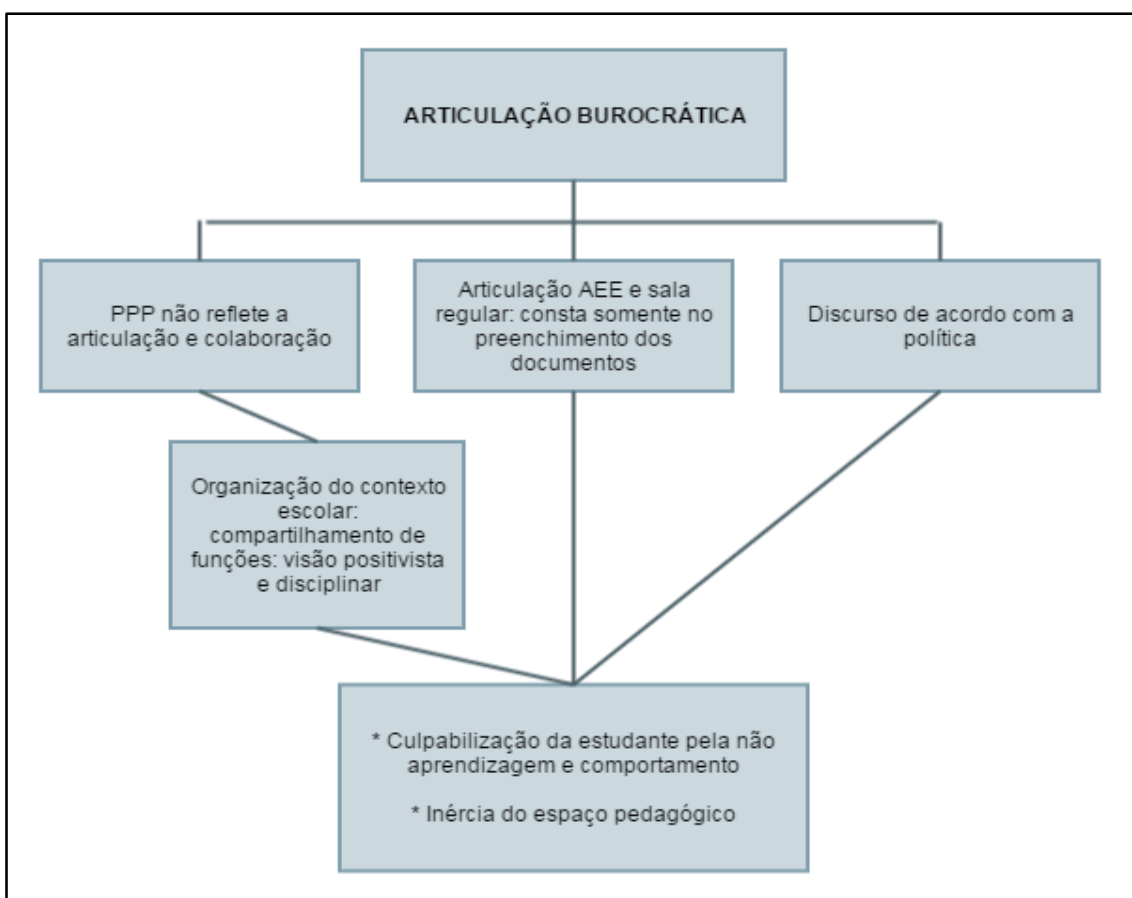 ARTICULAÇÃO BUROCRÁTICA
PPP não reflete a
articulação e colaboração
Articulação AEE e sala
regular: consta somente no
preenchimento dos
documentos
Discurso de acordo com a
política
Organização do contexto
escolar:
compartilhamento de
funções: visão positivista
e disciplinar
* Culpabilização da estudante pela não
aprendizagem e comportamento
* Inércia do espaço pedagógico